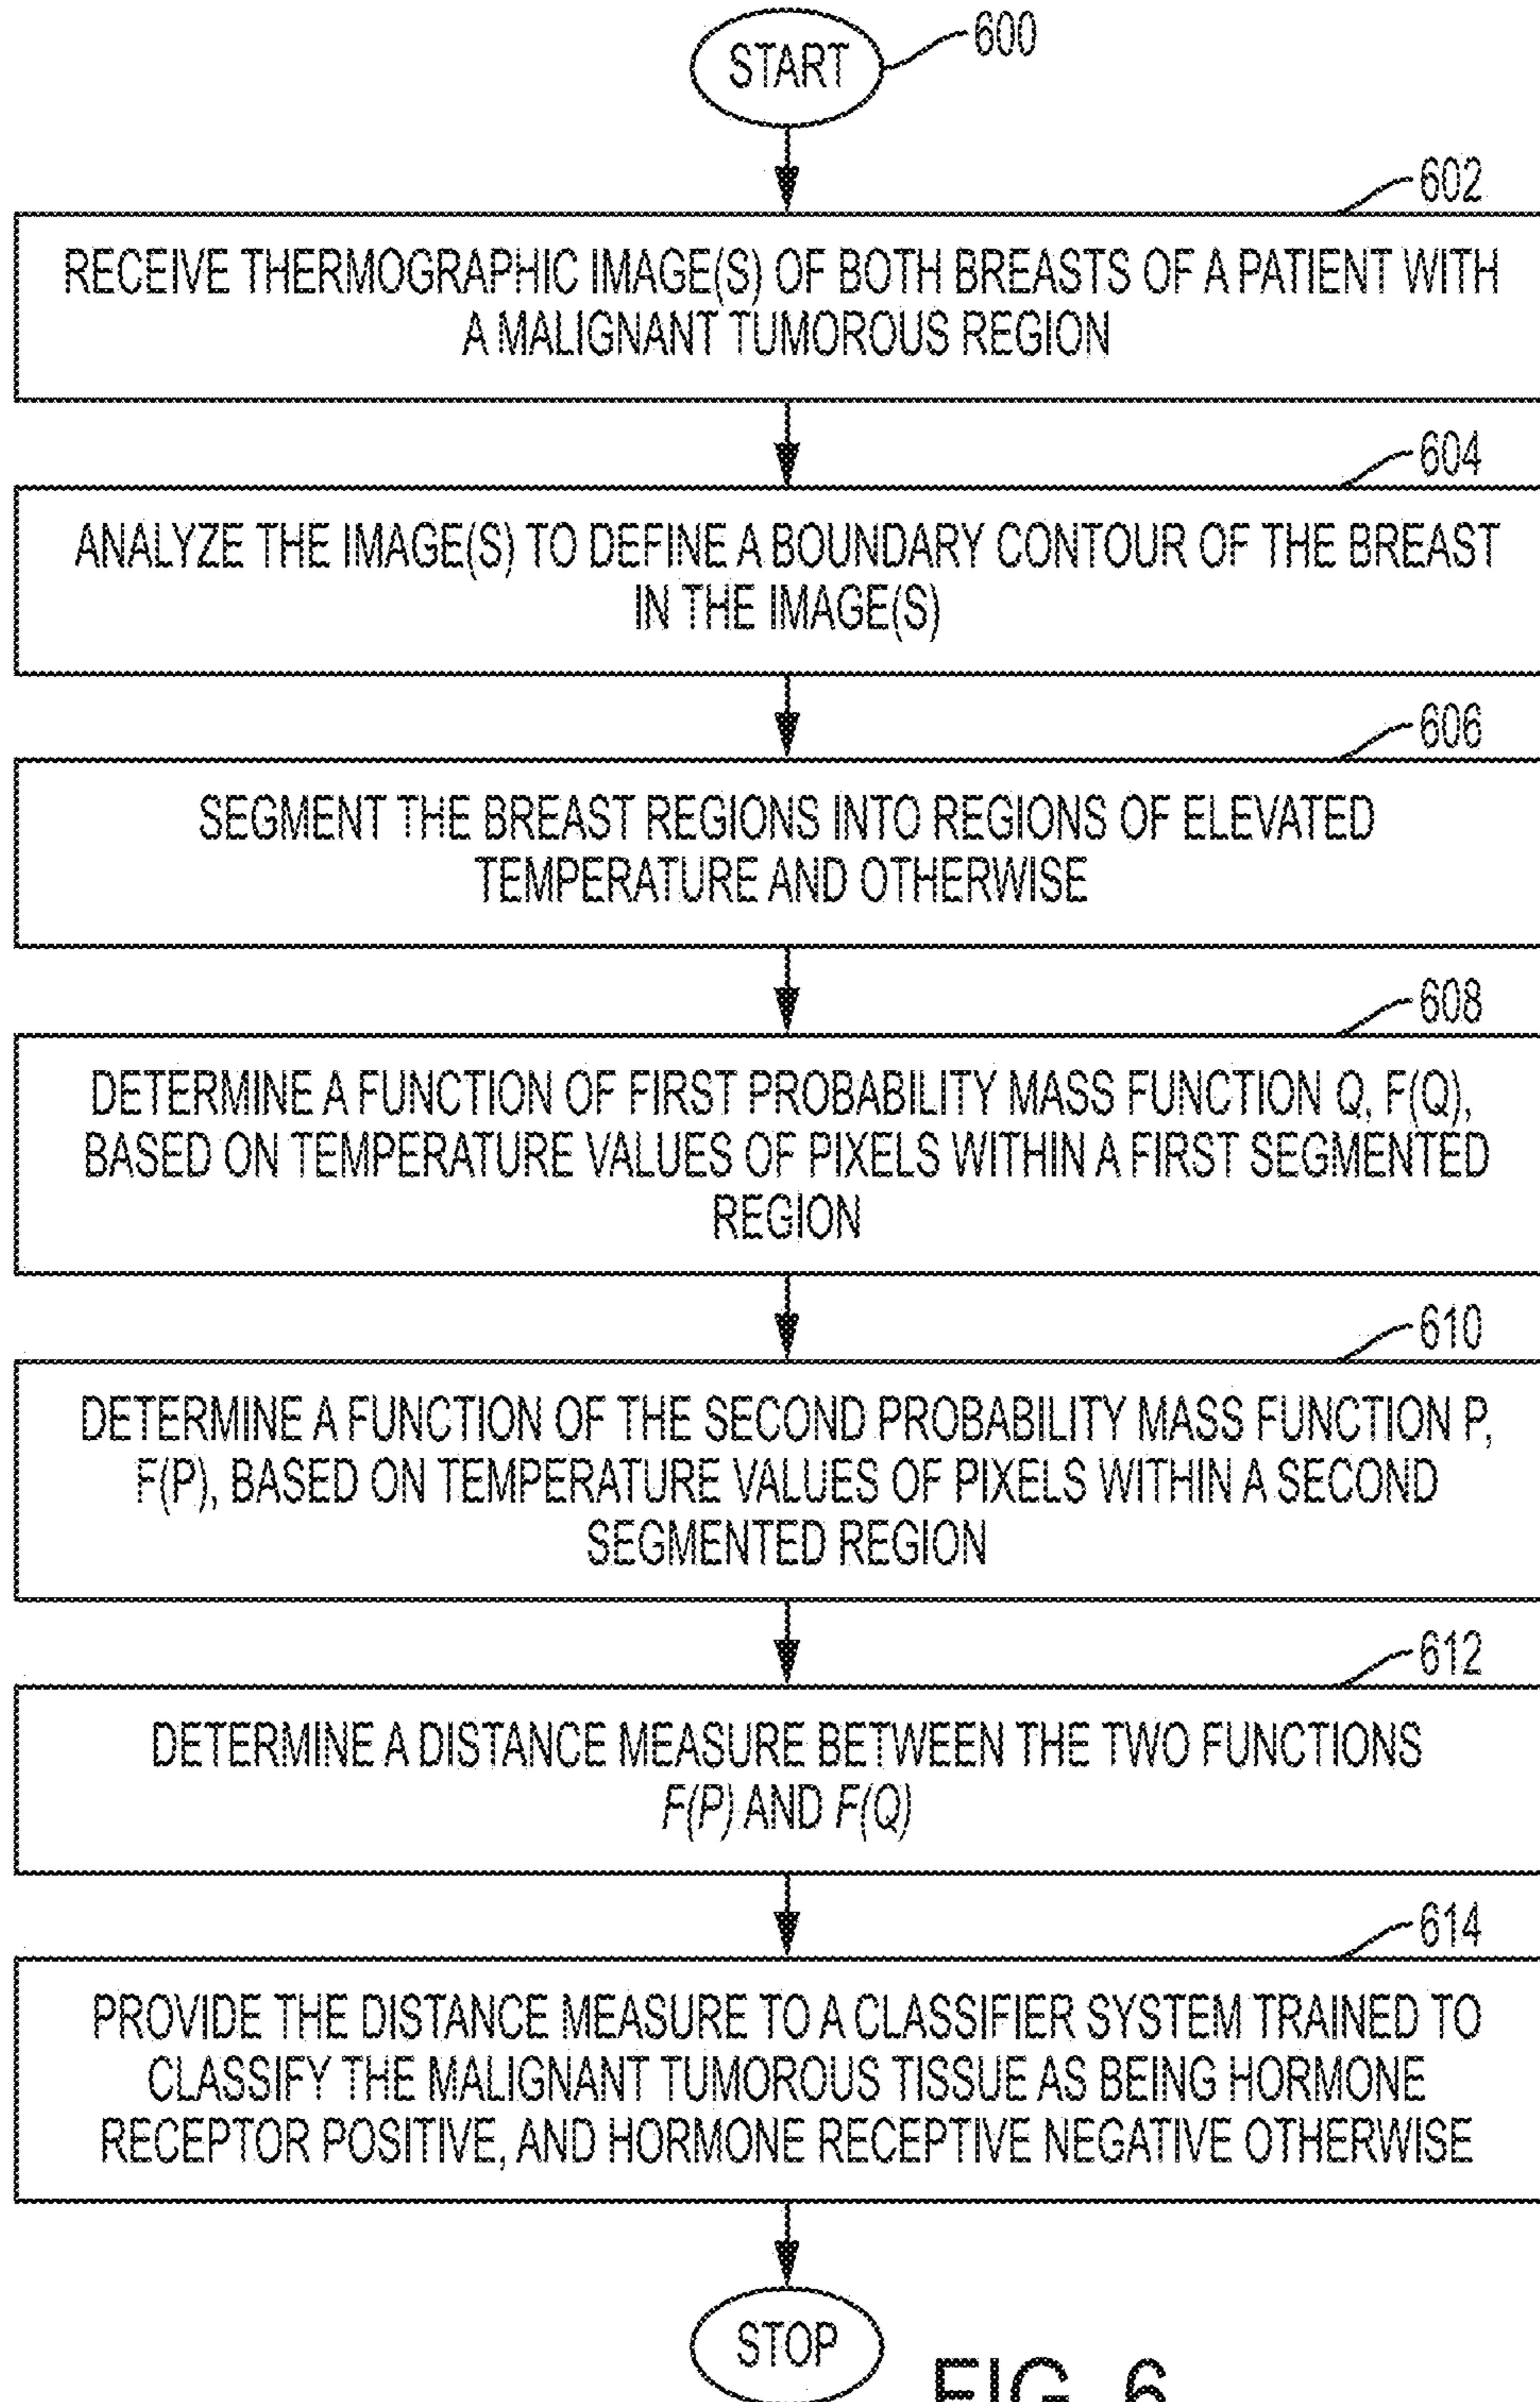 START
600
602
RECEIVE THERMOGRAPHIC IMAGE(S) OF BOTH BREASTS OF A PATIENT WITH
A MALIGNANT TUMOROUS REGION
604
ANALYZE THE IMAGE(S) TO DEFINE A BOUNDARY CONTOUR OF THE BREAST
IN THE IMAGE(S)
606
SEGMENT THE BREAST REGIONS INTO REGIONS OF ELEVATED
TEMPERATURE AND OTHERWISE
608
DETERMINE A FUNCTION OF FIRST PROBABILITY MASS FUNCTION Q, F(Q),
BASED ON TEMPERATURE VALUES OF PIXELS WITHIN A FIRST SEGMENTED
REGION
610
DETERMINE A FUNCTION OF THE SECOND PROBABILITY MASS FUNCTION P,
F(P), BASED ON TEMPERATURE VALUES OF PIXELS WITHIN A SECOND
SEGMENTED REGION
612
DETERMINE A DISTANCE MEASURE BETWEEN THE TWO FUNCTIONS
F(P) AND F(Q)
614
PROVIDE THE DISTANCE MEASURE TO A CLASSIFER SYSTEM TRAINED TO
CLASSIFY THE MALIGNANT TUMOROUS TISSUE AS BEING HORMONE
RECEPTOR POSITIVE, AND HORMONE RECEPTIVE NEGATIVE OTHERWISE
STOP
FIG. 6